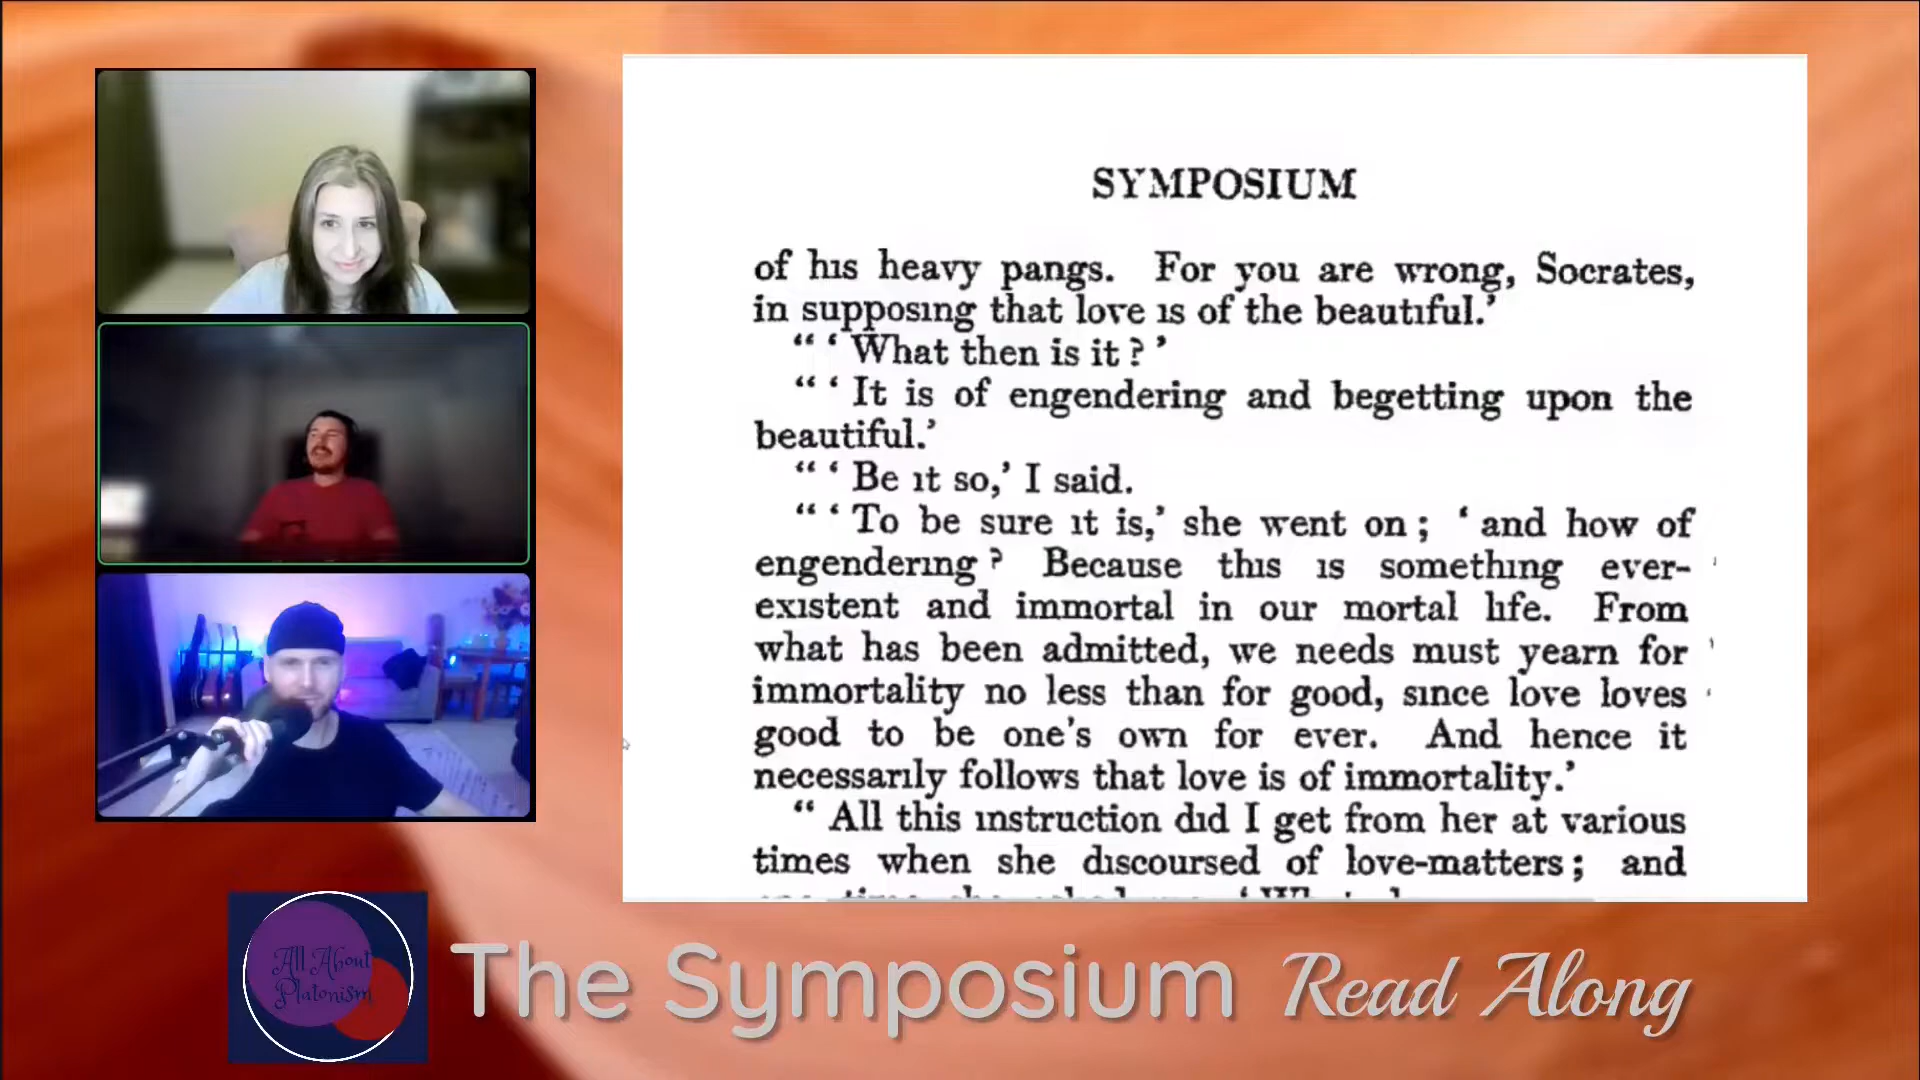 SYMPOSIUM
of his heavy pangs. For you are wrong, Socrates,
in supposing that love is of the beautiful.'
“ ‘ What then is it ? ’
“ ‘ It is of engendering and begetting upon the
beautiful.’
“ ‘ Be it so,’ I said.
“ ‘ To be sure it is,’ she went on ; ‘ and how of
engendering ? Because this is something ever-
existent and immortal in our mortal life. From
what has been admitted, we needs must yearn for
immortality no less than for good, since love loves
good to be one's own for ever. And hence it
necessarily follows that love is of immortality.’
“ All this instruction did I get from her at various
times when she discoursed of love-matters ; and
All About
Platonism
The Symposium Read Along